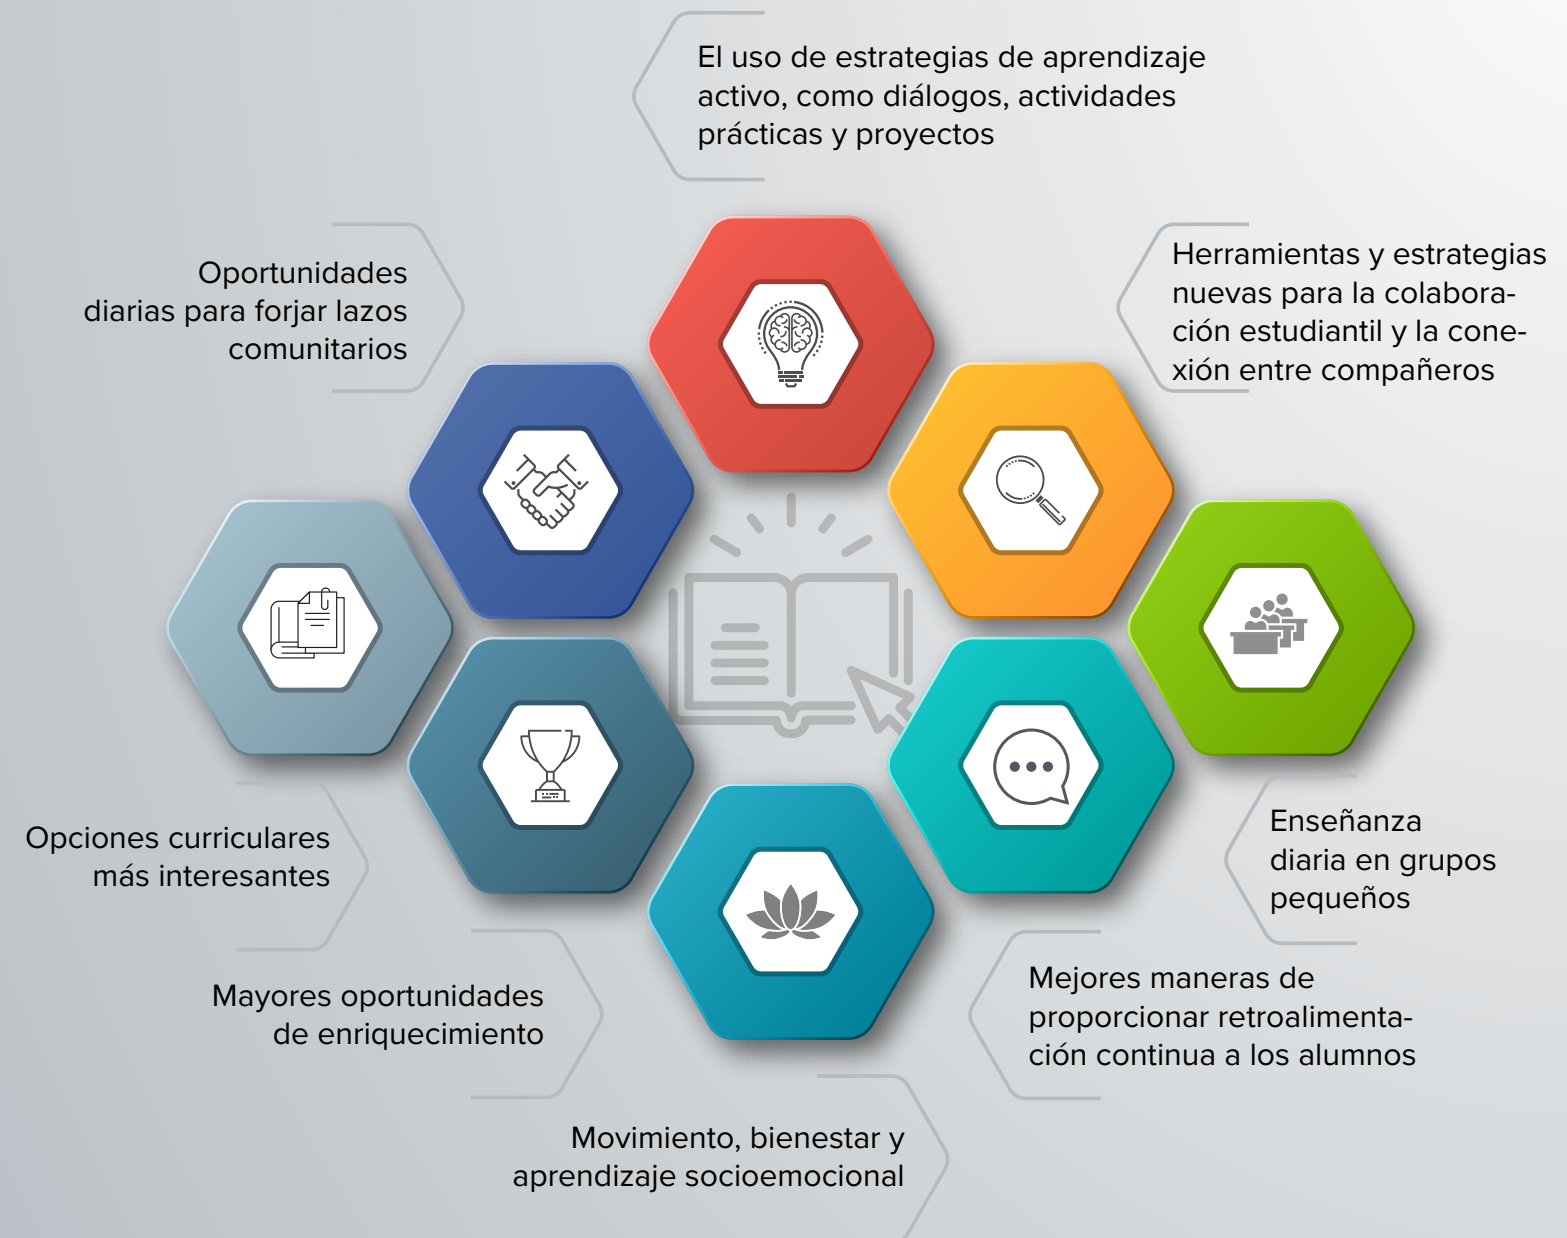 El uso de estrategias de aprendizaje
activo, como diálogos, actividades
prácticas y proyectos
Oportunidades
diarias para forjar lazos
comunitarios
Herramientas y estrategias
nuevas para la colabora-
ción estudiantil y la cone-
xión entre compañeros
Opciones curriculares
más interesantes
Enseñanza
diaria en grupos
pequeños
Mayores oportunidades
de enriquecimiento
Mejores maneras de
proporcionar retroalimenta-
ción continua a los alumnos
Movimiento, bienestar y
aprendizaje socioemocional